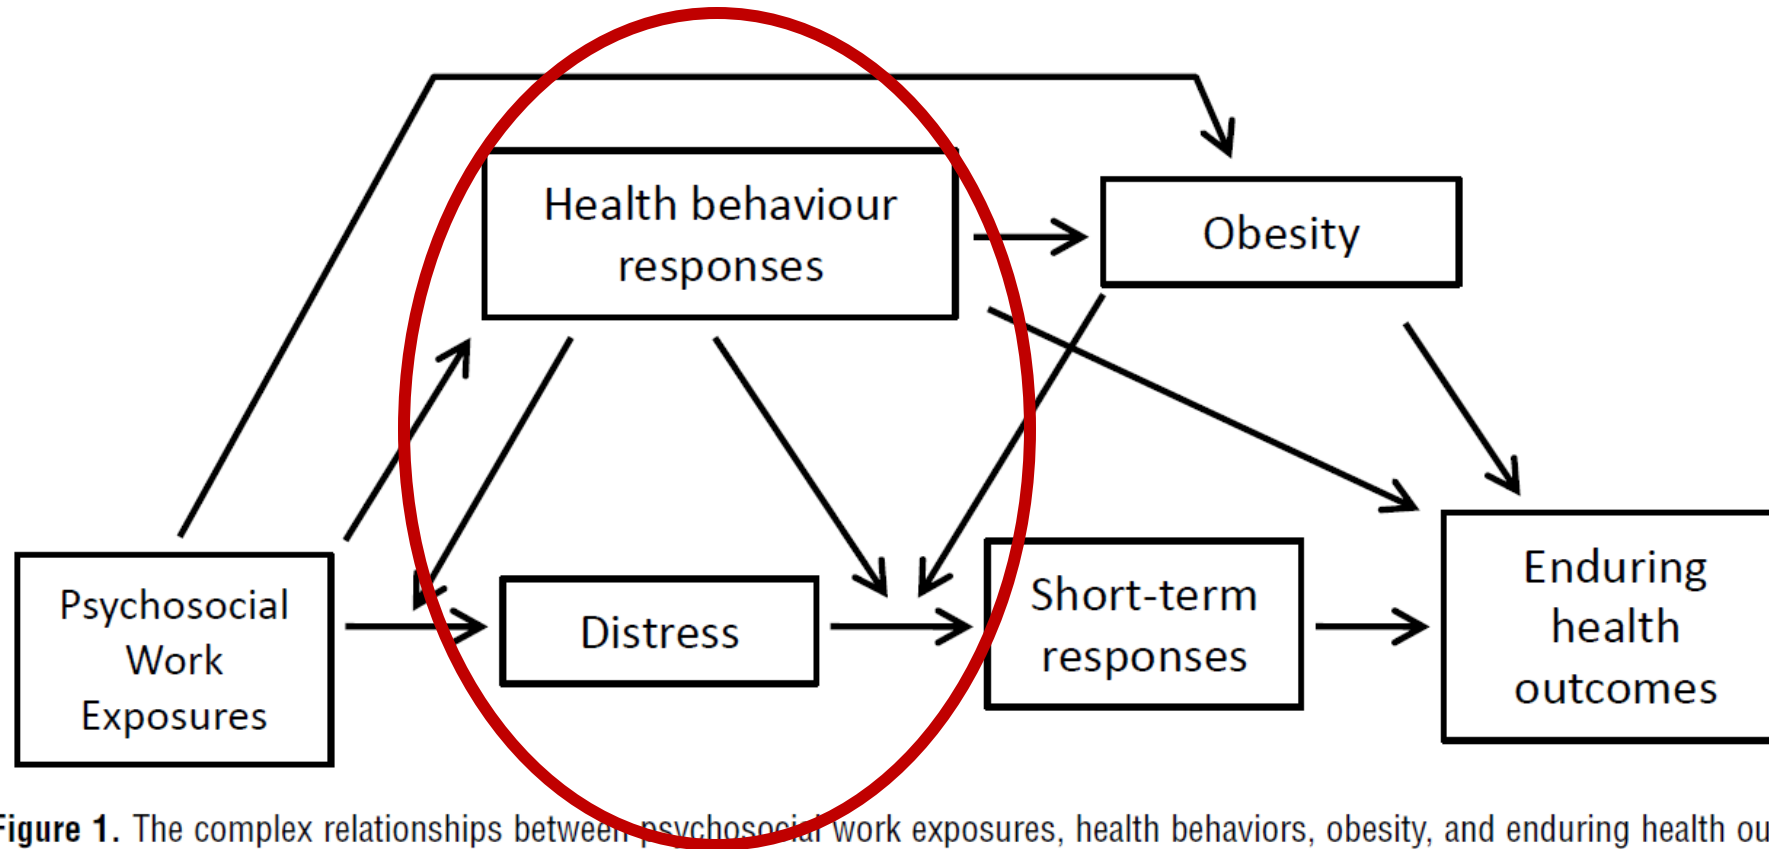 Health behaviour
responses
Obesity
Psychosocial
Work
Exposures
Distress
Short-term
responses
Enduring
health
outcomes
Figure 1. The complex relationships between psychosocial work exposures, health behaviors, obesity, and enduring health